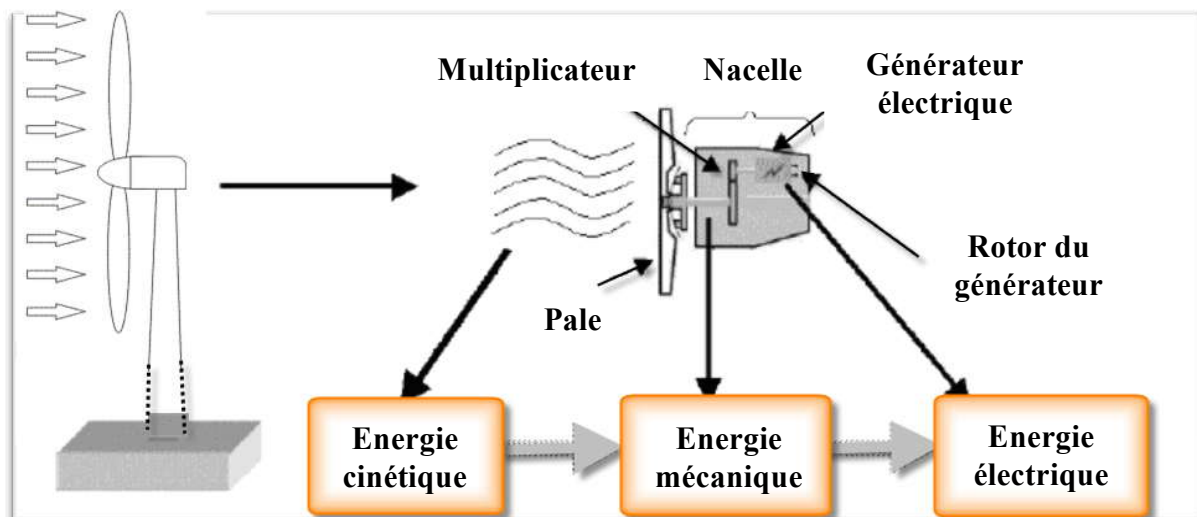 Multiplicateur
Nacelle
Générateur
électrique
Rotor du
générateur
Pale
Energie
cinétique
Energie
mécanique
Energie
électrique